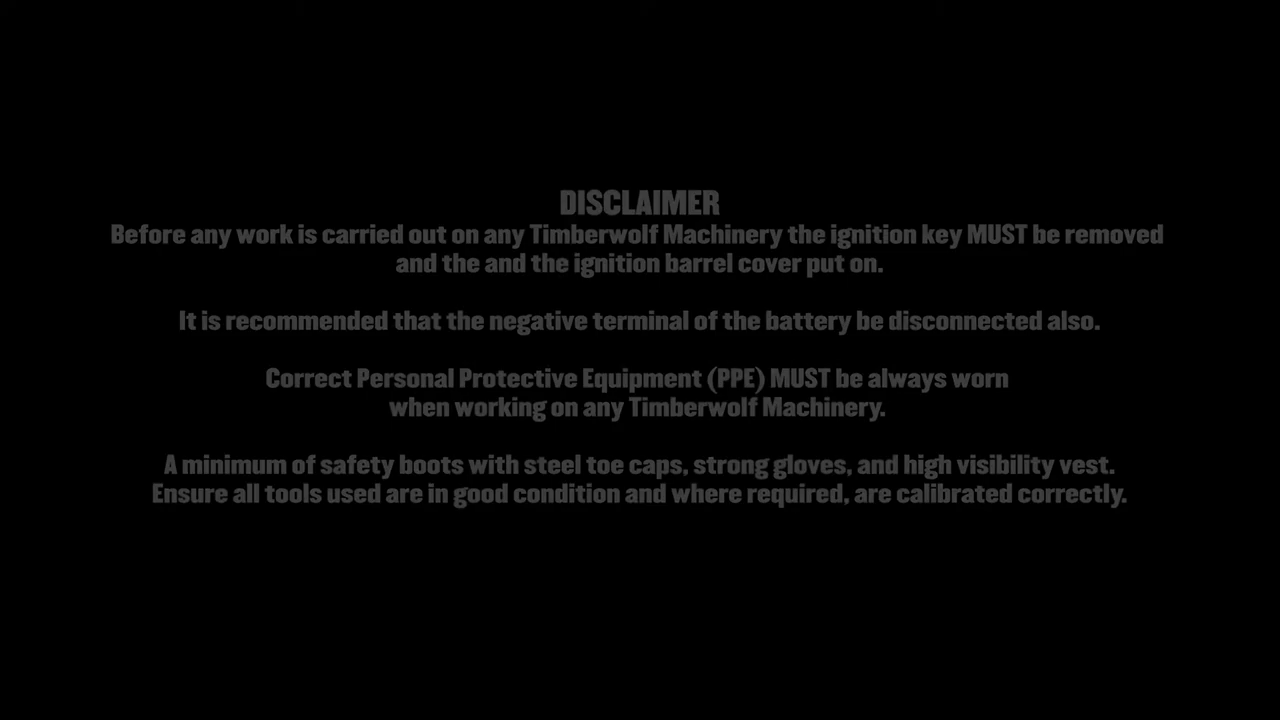 DISCLAIMER
Before any work is carried out on any Timberwolf Machinery the ignition key MUST be removed
and the and the ignition barrel cover put on.
It is recommended that the negative terminal of the battery be disconnected also.
Correct Personal Protective Equipment (PPE) MUST be always worn
when working on any Timberwolf Machinery.
A minimum of safety boots with steel toe caps, strong gloves, and high visibility vest.
Ensure all tools used are in good condition and where required, are calibrated correctly.